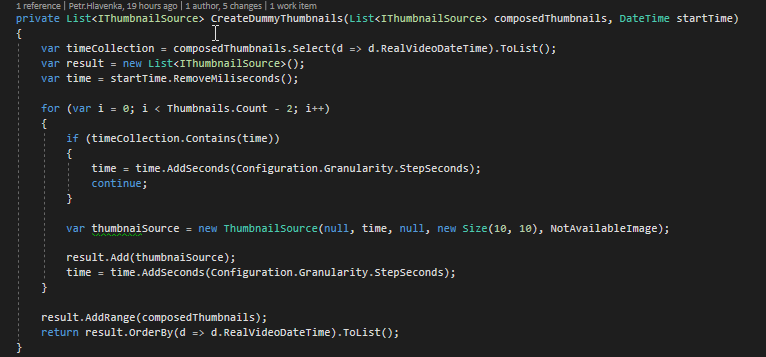 1 reference | Petr.Hlavenka, 19 hours ago | 1 author, 5 changes | 1 work item
private List<IThumbnailSource> CreateDummyThumbnails(List<IThumbnailSource> composedThumbnails, DateTime startTime)
{
var timeCollection = composedThumbnails.Select(d => d.RealVideoDateTime).ToList();
var result = new List<IThumbnailSource>();
var time = startTime.RemoveMiliseconds();
for (var i = 0; i < Thumbnails.Count - 2; i++)
{
if (timeCollection.Contains(time))
{
time = time.AddSeconds(Configuration.Granularity.StepSeconds);
continue;
}
var thumbnaiSource = new ThumbnailSource(null, time, null, new Size(10, 10), NotAvailableImage);
result.Add(thumbnaiSource);
time = time.AddSeconds(Configuration.Granularity.StepSeconds);
}
result.AddRange(composedThumbnails);
return result.OrderBy(d => d.RealVideoDateTime).ToList();
}